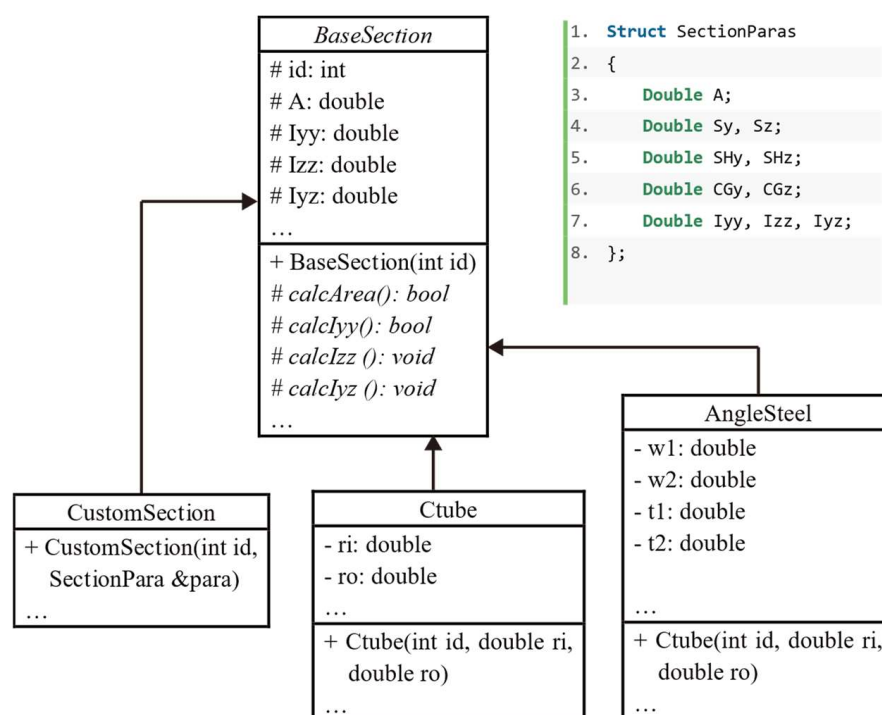 BaseSection
# id: int
# A: double
# Iyy: double
# Izz: double
# Iyz: double
…
+ BaseSection(int id)
# calcArea(): bool
# calcIyy(): bool
# calcIzz (): void
# calcIyz (): void
…
1. Struct SectionParas
2. {
3. Double A;
4. Double Sy, Sz;
5. Double SHy, SHz;
6. Double CGy, CGz;
7. Double Iyy, Izz, Iyz;
8. };
CustomSection
+ CustomSection(int id,
SectionPara &para)
…
Ctube
- ri: double
- ro: double
…
+ Ctube(int id, double ri,
double ro)
…
AngleSteel
- w1: double
- w2: double
- t1: double
- t2: double
…
+ Ctube(int id, double ri,
double ro)
…